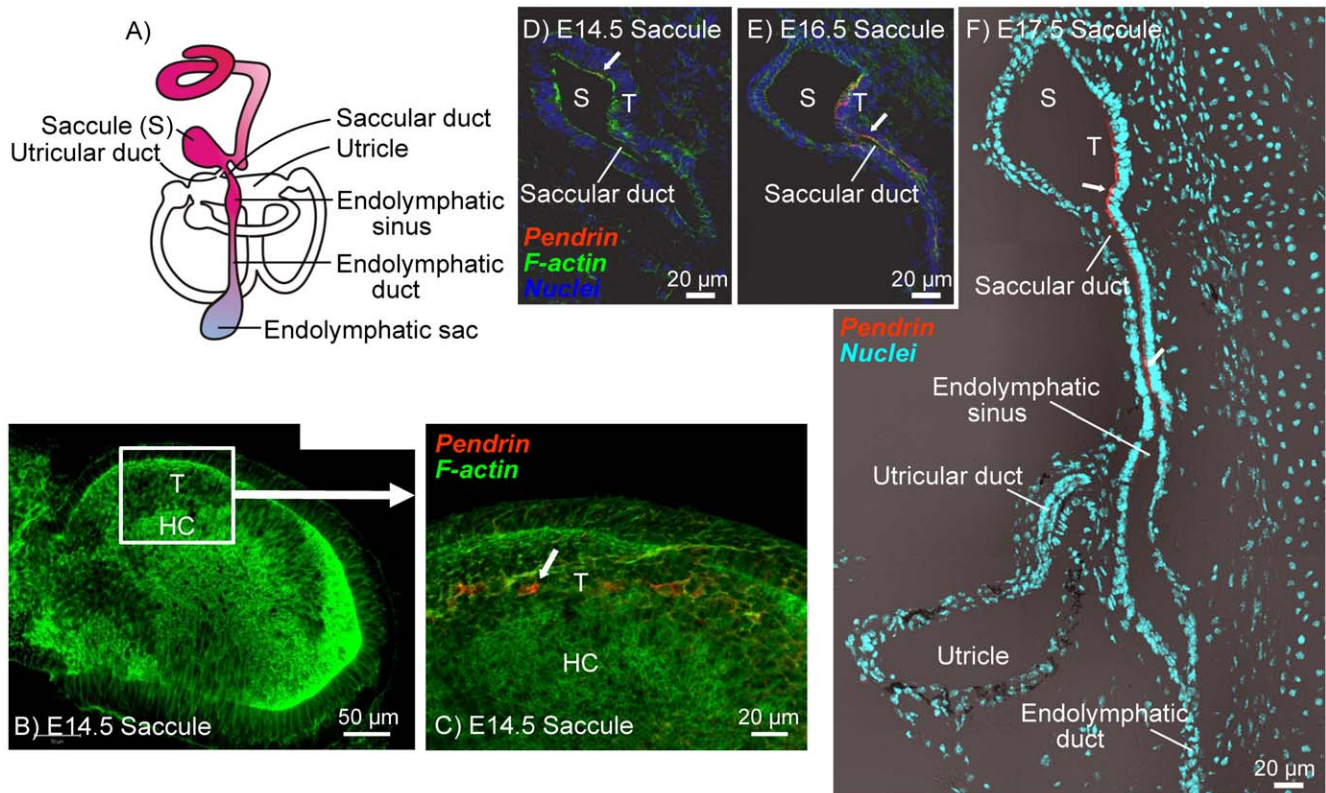 A)
Saccule (S)
Utricular duct
Saccular duct
Utricle
Endolymphatic
sinus
Endolymphatic
duct
Endolymphatic sac
D) E14.5 Saccule
S
T
Saccular duct
Pendrin
F-actin
Nuclei
20 µm
E) E16.5 Saccule
S
T
Saccular duct
20 µm
F) E17.5 Saccule
S
T
Saccular duct
Pendrin
Nuclei
Endolymphatic
sinus
Utricular duct
Utricle
Endolymphatic
duct
20 µm
T
HC
B) E14.5 Saccule
50 µm
Pendrin
F-actin
T
HC
C) E14.5 Saccule
20 µm